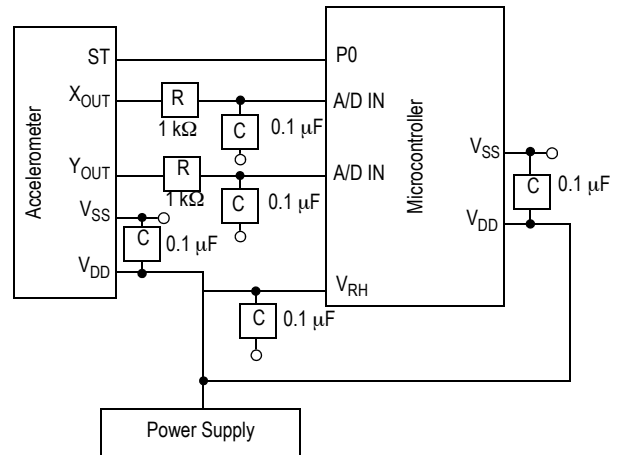 Accelerometer
ST
XOUT
R
1 kΩ
C
0.1 µF
YOUT
R
1 kΩ
C
0.1 µF
VSS
C
0.1 µF
VDD
P0
A/D IN
A/D IN
VRH
Microcontroller
VSS
C
0.1 µF
VDD
C
0.1 µF
Power Supply